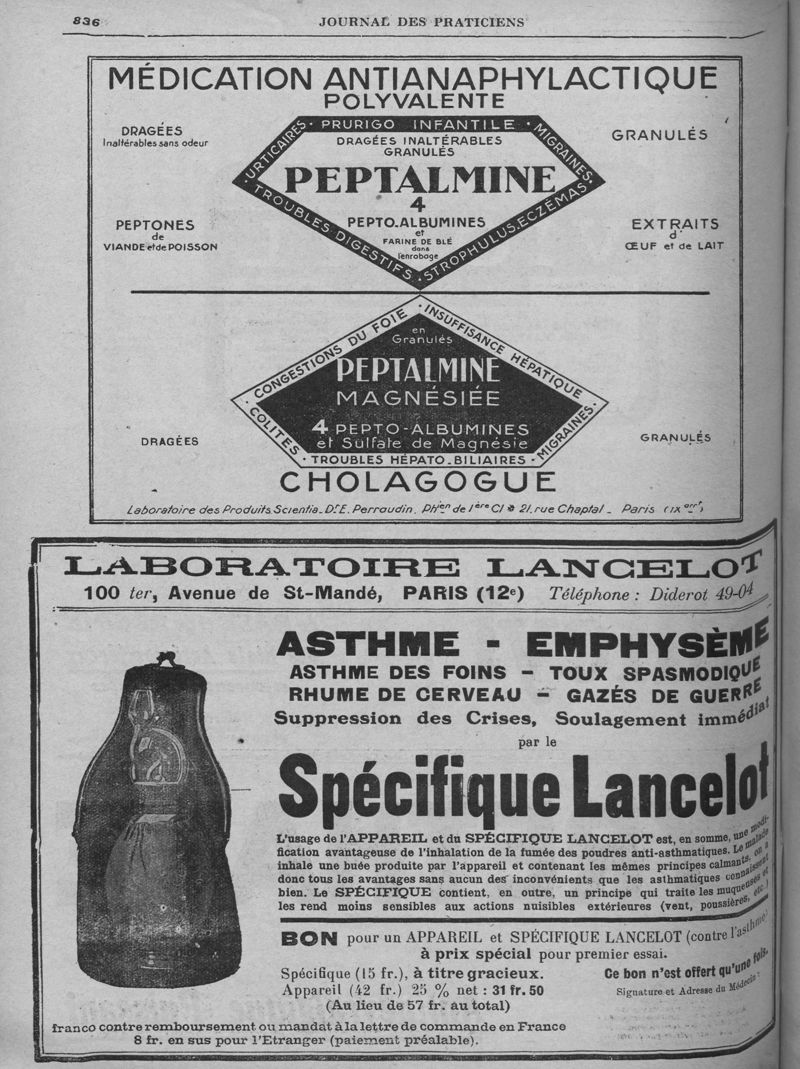 836
JOURNAL DES PRATICIENS
MÉDICATION ANTIANAPHYLACTIQUE
POLYVALENTE
DRAGÉES
Inaltérables sans odeur
GRANULÉS
PEPTONES
de
VIANDE et de POISSON
EXTRAITS
d'
ŒUF et de LAIT
URTICAIRES · PRURIGO INFANTILE · MIGRAINES
DRAGÉES INALTÉRABLES
GRANULÉS
PEPTALMINE
4
PEPTO-ALBUMINES
et
FARINE DE BLÉ
dans
l'enrobage
TROUBLES DIGESTIFS · STROPHULUS-ECZÉMAS
CONGESTIONS DU FOIE · INSUFFISANCE HÉPATIQUE
en
Granulés
PEPTALMINE
MAGNÉSIÉE
4 PEPTO-ALBUMINES
et Sulfate de Magnésie
COLITES · TROUBLES HÉPATO-BILIAIRES · MIGRAINES
DRAGÉES
GRANULÉS
CHOLAGOGUE
Laboratoire des Produits Scientia_Dr E. Perraudin. Phien de 1ère Cl 21, rue Chaptal _ Paris (IX arrt)
LABORATOIRE LANCELOT
100 ter, Avenue de St-Mandé, PARIS (12e) Téléphone : Diderot 49-04
ASTHME - EMPHYSÈME
ASTHME DES FOINS - TOUX SPASMODIQUE
RHUME DE CERVEAU - GAZÉS DE GUERRE
Suppression des Crises, Soulagement immédiat
par le
Spécifique Lancelot
L'usage de l'APPAREIL et du SPÉCIFIQUE LANCELOT est, en somme, une modi-
fication avantageuse de l'inhalation de la fumée des poudres anti-asthmatiques. Le malade
inhale une buée produite par l'appareil et contenant les mêmes principes calmants, on a
donc tous les avantages sans aucun des inconvénients que les asthmatiques connaissent
bien. Le SPÉCIFIQUE contient, en outre, un principe qui traite les muqueuses et
les rend moins sensibles aux actions nuisibles extérieures (vent, poussières, etc.)
BON pour un APPAREIL et SPÉCIFIQUE LANCELOT (contre l'asthme)
à prix spécial pour premier essai.
Spécifique (15 fr.), à titre gracieux.
Appareil (42 fr.) 25 % net : 31 fr. 50
(Au lieu de 57 fr. au total)
Ce bon n'est offert qu'une fois.
Signature et Adresse du Médecin :
franco contre remboursement ou mandat à la lettre de commande en France
8 fr. en sus pour l'Etranger (paiement préalable).